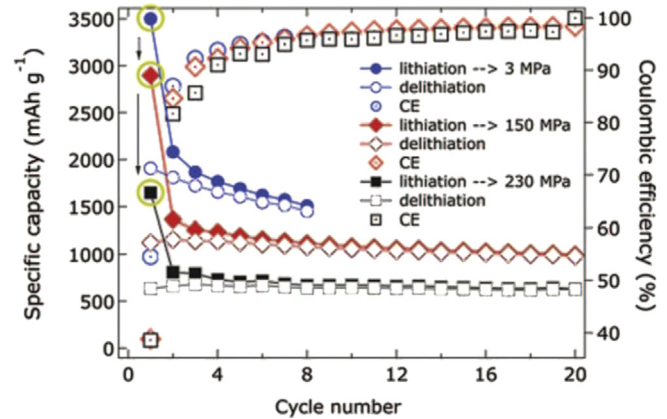 3500
3000
2500
2000
1500
1000
500
0
Specific capacity (mAh g⁻¹)
100
90
80
70
60
50
40
Coulombic efficiency (%)
lithiation --> 3 MPa
delithiation
CE
lithiation --> 150 MPa
delithiation
CE
lithiation --> 230 MPa
delithiation
CE
0 4 8 12 16 20
Cycle number